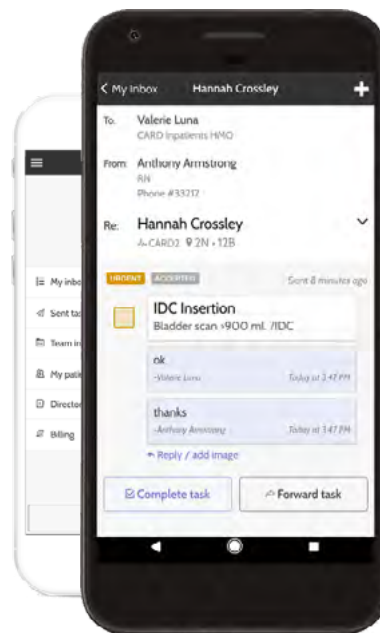 My Inbox Hannah Crossley
To: Valerie Luna
CARD Inpatients HMO
From: Anthony Armstrong
RN
Phone #33212
Re: Hannah Crossley
CARD2 2N - 12B
URGENT ACCEPTED Sent 8 minutes ago
IDC Insertion
Bladder scan >900 ml. /IDC
ok
-Valerie Luna Today at 3:47 PM
thanks
-Anthony Armstrong Today at 3:47 PM
Reply / add image
Complete task Forward task
My inbo
Sent tas
Team in
My patie
Director
Billing